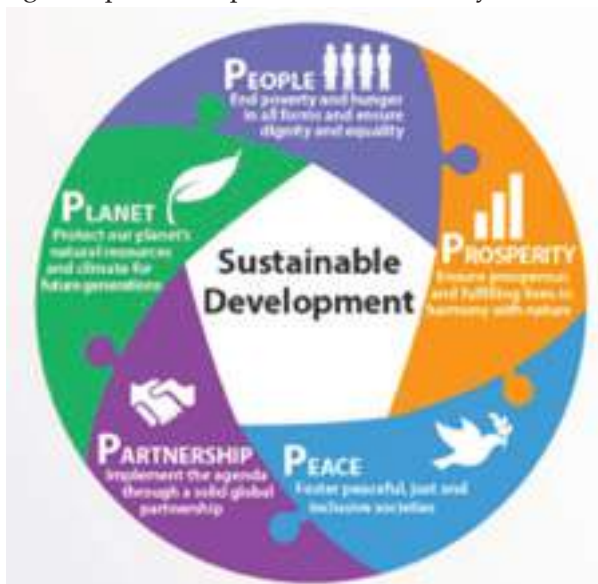 PEOPLE
End poverty and hunger
in all forms and ensure
dignity and equality
PROSPERITY
Ensure prosperous
and fulfilling lives in
harmony with nature
PEACE
Foster peaceful, just and
inclusive societies
PARTNERSHIP
Implement the agenda
through a solid global
partnership
PLANET
Protect our planet's
natural resources
and climate for
future generations
Sustainable
Development